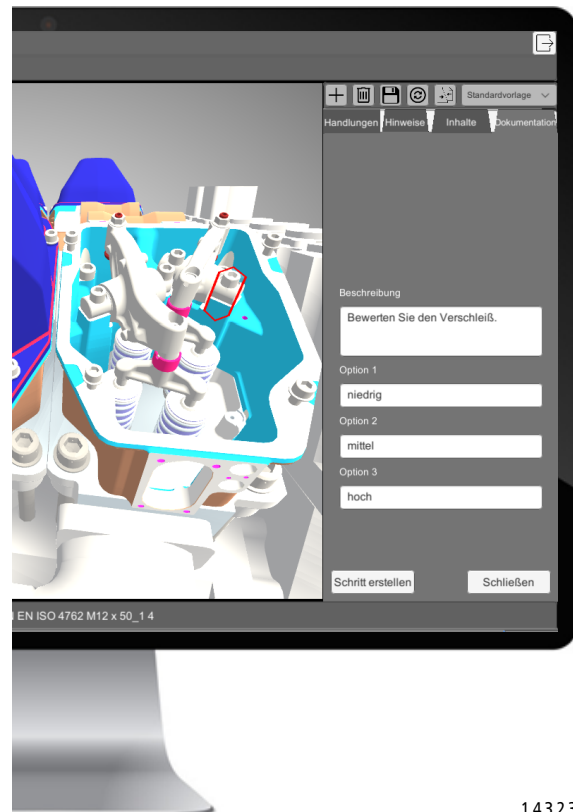 Standardvorlage
Handlungen Hinweise Inhalte Dokumentation
Beschreibung
Bewerten Sie den Verschleiß.
Option 1
niedrig
Option 2
mittel
Option 3
hoch
Schritt erstellen Schließen
EN ISO 4762 M12 x 50_1 4
14323